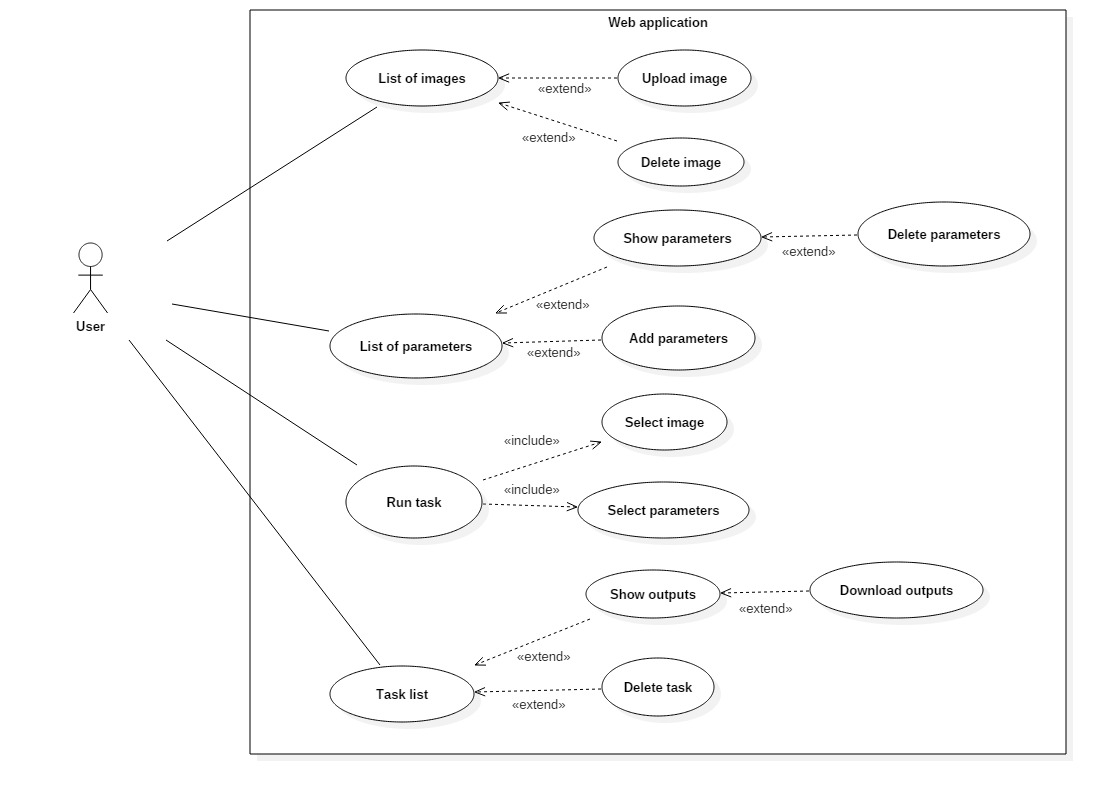 Web application
List of images
Upload image
«extend»
«extend»
Delete image
Show parameters
Delete parameters
«extend»
«extend»
User
List of parameters
Add parameters
«extend»
Select image
«include»
«include»
Run task
Select parameters
Show outputs
Download outputs
«extend»
«extend»
Task list
Delete task
«extend»